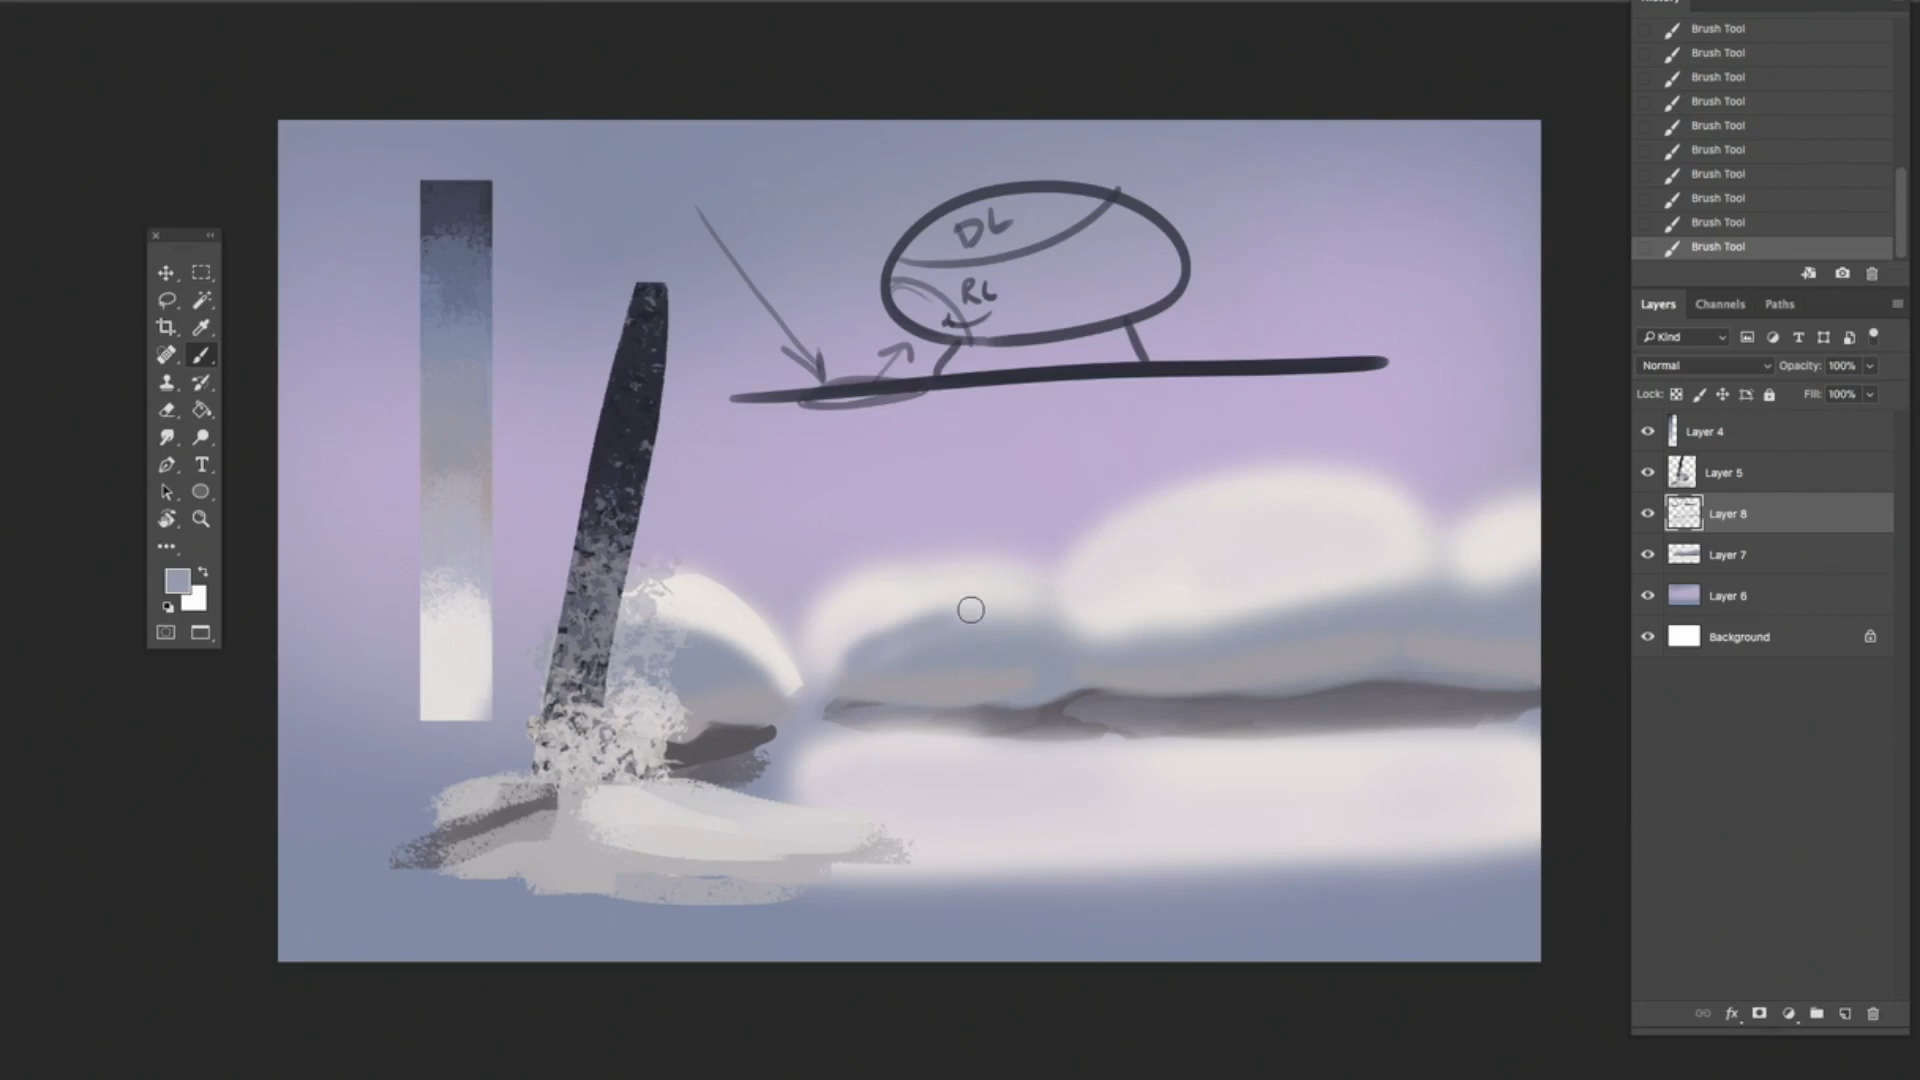 History
Brush Tool
Brush Tool
Brush Tool
Brush Tool
Brush Tool
Brush Tool
Brush Tool
Brush Tool
Brush Tool
Brush Tool
Layers Channels Paths
Kind
Normal Opacity: 100%
Lock: Fill: 100%
Layer 4
Layer 5
Layer 8
Layer 7
Layer 6
Background
fx
DL
RL